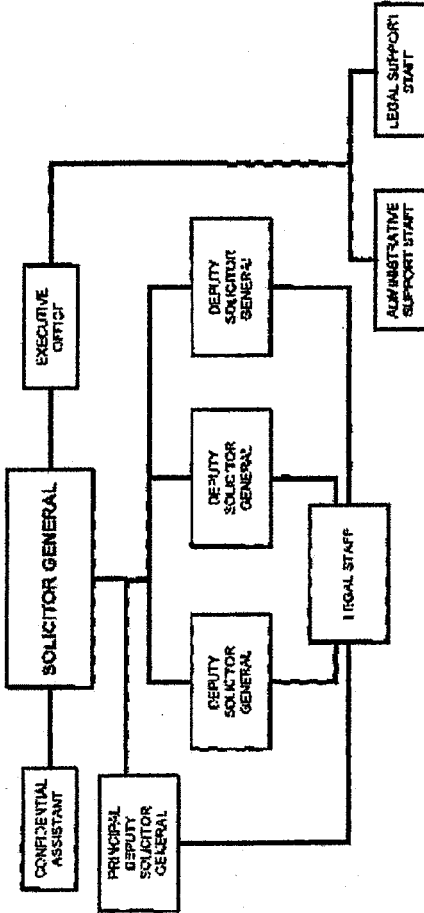 SOLICITOR GENERAL
CONFIDENTIAL
ASSISTANT
EXECUTIVE
OFFICE
PRINCIPAL
DEPUTY
SOLICITOR
GENERAL
DEPUTY
SOLICITOR
GENERAL
DEPUTY
SOLICITOR
GENERAL
DEPUTY
SOLICITOR
GENERAL
LEGAL STAFF
ADMINISTRATIVE
SUPPORT STAFF
LEGAL SUPPORT
STAFF